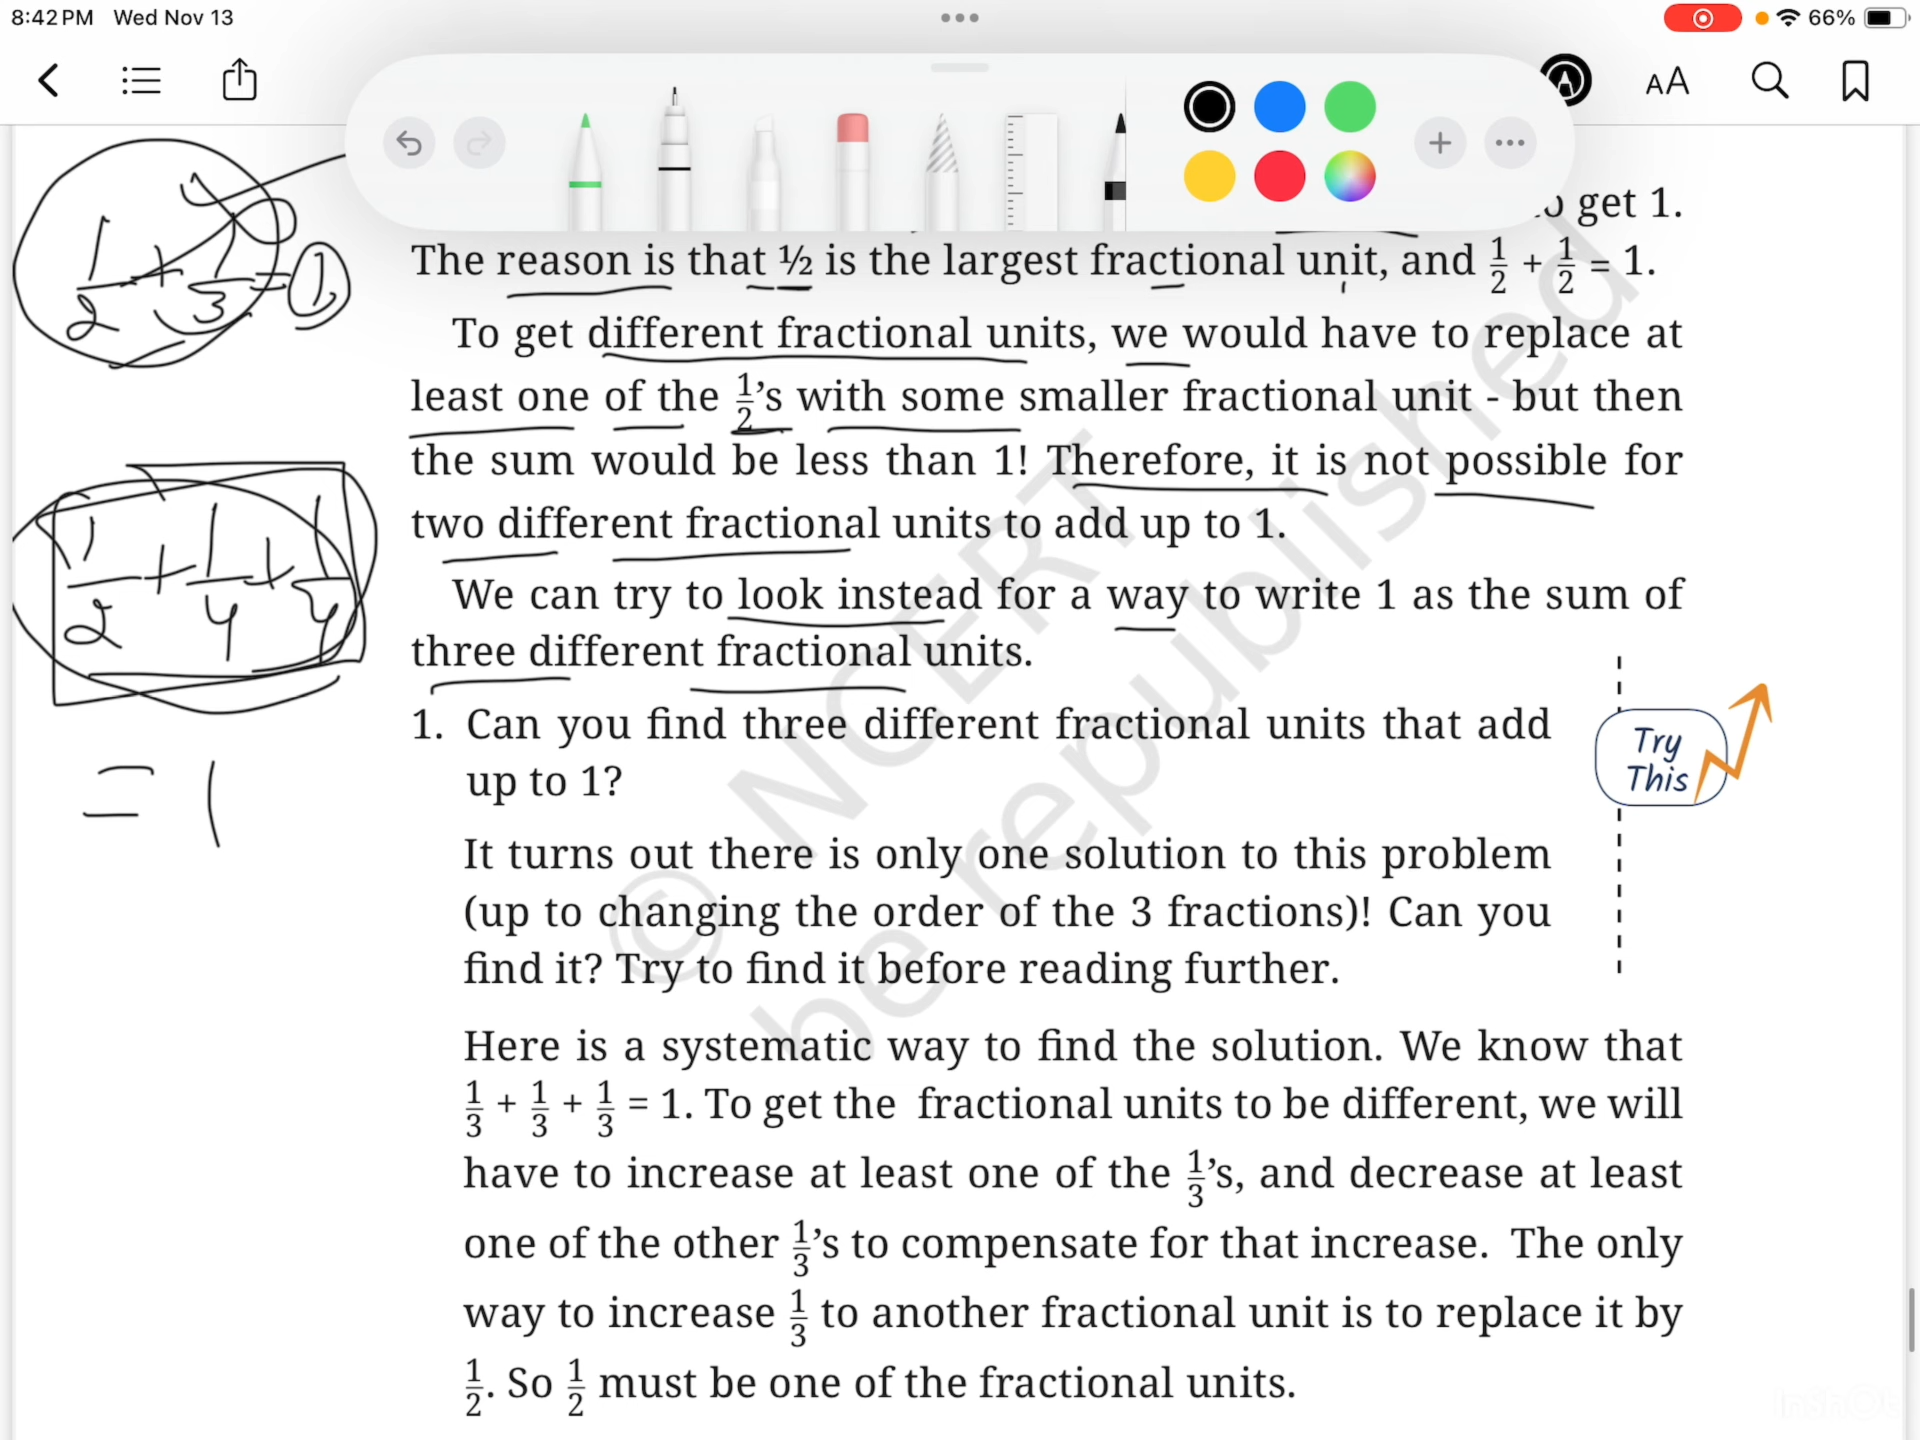 8:42 PM Wed Nov 13
66%
AA
to get 1.
The reason is that ½ is the largest fractional unit, and 1/2 + 1/2 = 1.
To get different fractional units, we would have to replace at
least one of the 1/2's with some smaller fractional unit - but then
the sum would be less than 1! Therefore, it is not possible for
two different fractional units to add up to 1.
We can try to look instead for a way to write 1 as the sum of
three different fractional units.
1. Can you find three different fractional units that add
up to 1?
Try
This
It turns out there is only one solution to this problem
(up to changing the order of the 3 fractions)! Can you
find it? Try to find it before reading further.
Here is a systematic way to find the solution. We know that
1/3 + 1/3 + 1/3 = 1. To get the fractional units to be different, we will
have to increase at least one of the 1/3's, and decrease at least
one of the other 1/3's to compensate for that increase. The only
way to increase 1/3 to another fractional unit is to replace it by
1/2. So 1/2 must be one of the fractional units.
1/2 + 1/3 = 1
1/2 + 1/4 + 1/4
= 1
© NCERT
be republished